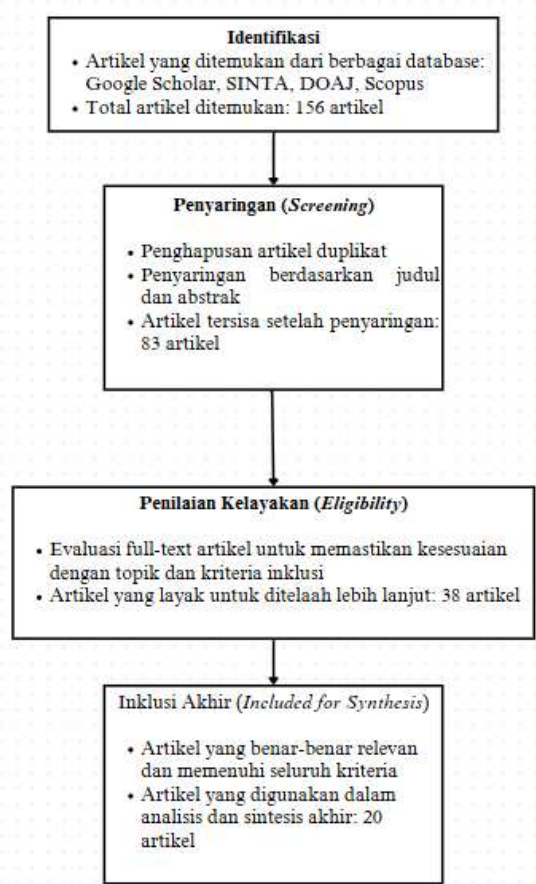 Identifikasi
• Artikel yang ditemukan dari berbagai database:
Google Scholar, SINTA, DOAJ, Scopus
• Total artikel ditemukan: 156 artikel
Penyaringan (Screening)
• Penghapusan artikel duplikat
• Penyaringan berdasarkan judul
dan abstrak
• Artikel tersisa setelah penyaringan:
83 artikel
Penilaian Kelayakan (Eligibility)
• Evaluasi full-text artikel untuk memastikan kesesuaian
dengan topik dan kriteria inklusi
• Artikel yang layak untuk ditelaah lebih lanjut: 38 artikel
Inklusi Akhir (Included for Synthesis)
• Artikel yang benar-benar relevan
dan memenuhi seluruh kriteria
• Artikel yang digunakan dalam
analisis dan sintesis akhir: 20
artikel